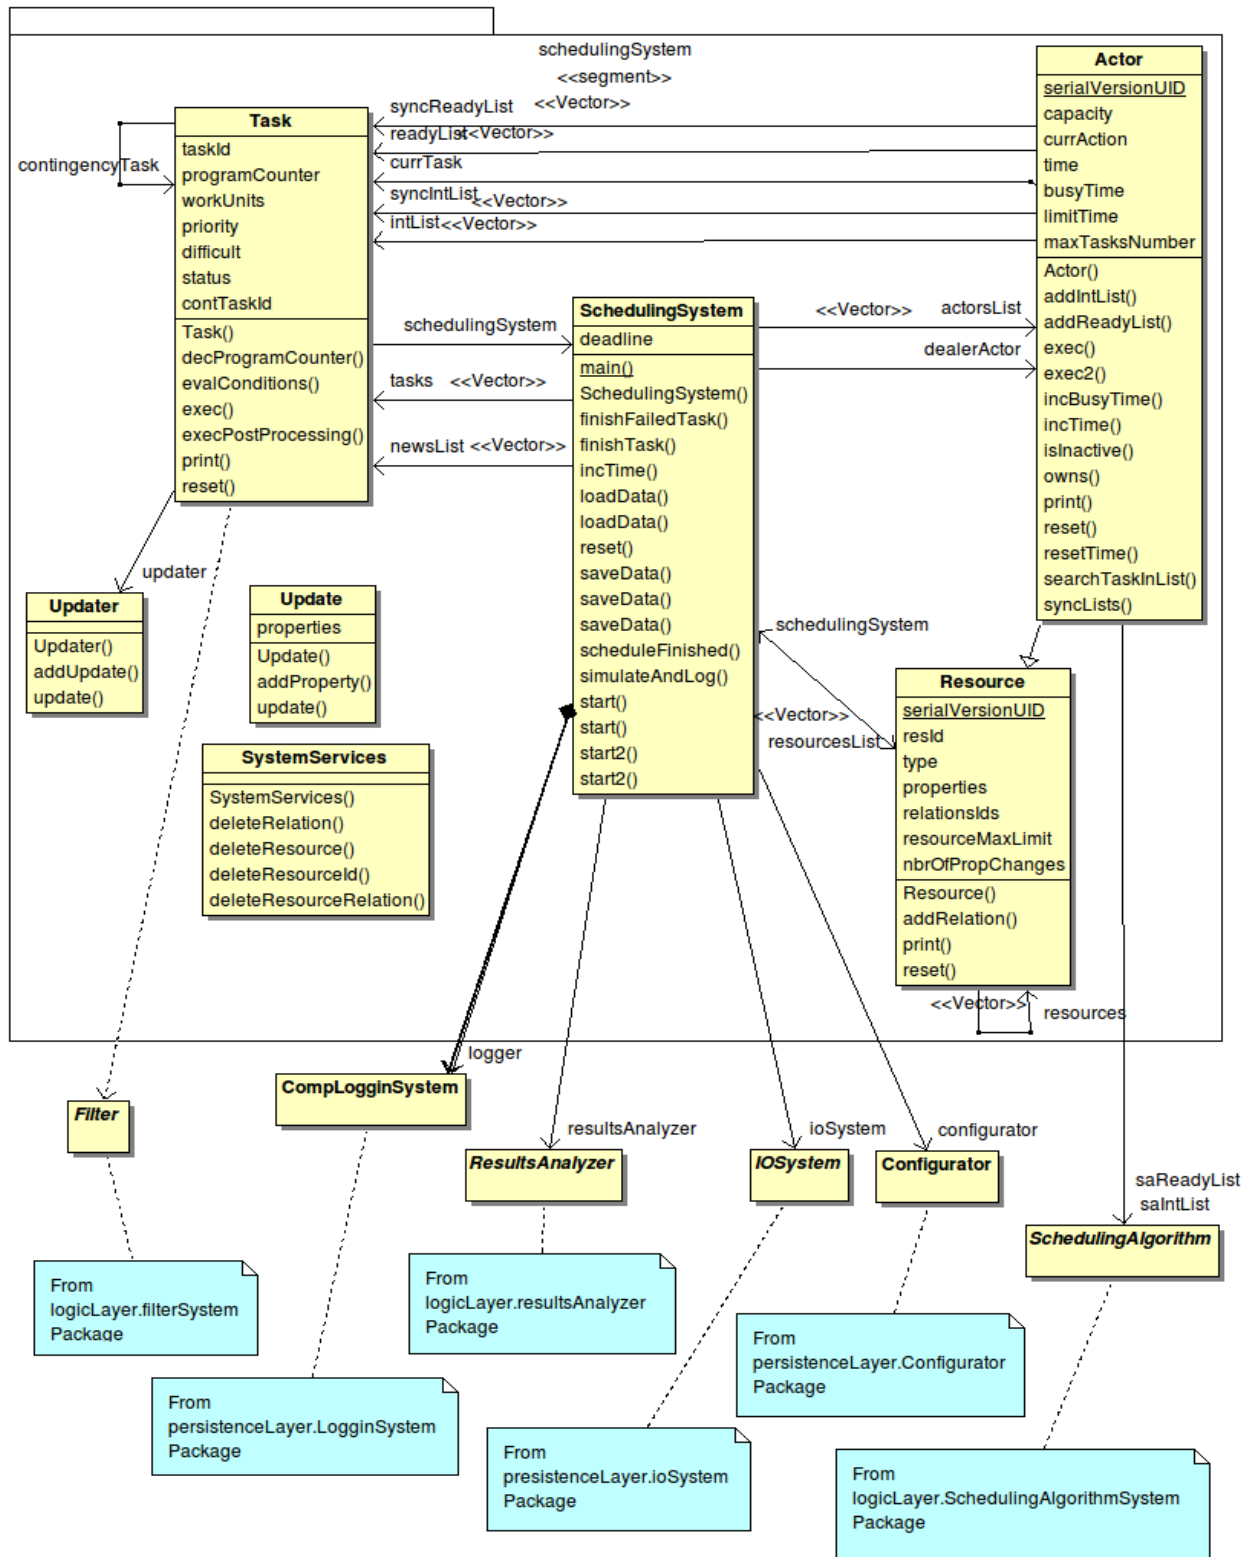 schedulingSystem
<<segment>>
Actor
serialVersionUID
capacity
currAction
time
busyTime
limitTime
maxTasksNumber
Actor()
addIntList()
addReadyList()
exec()
exec2()
incBusyTime()
incTime()
isInactive()
owns()
print()
reset()
resetTime()
searchTaskInList()
syncLists()
syncReadyList <<Vector>>
readyList <<Vector>>
currTask
syncIntList <<Vector>>
intList <<Vector>>
contingencyTask
Task
taskId
programCounter
workUnits
priority
difficult
status
contTaskId
Task()
decProgramCounter()
evalConditions()
exec()
execPostProcessing()
print()
reset()
schedulingSystem
tasks <<Vector>>
newsList <<Vector>>
SchedulingSystem
deadline
main()
SchedulingSystem()
finishFailedTask()
finishTask()
incTime()
loadData()
loadData()
reset()
saveData()
saveData()
saveData()
scheduleFinished()
simulateAndLog()
start()
start()
start2()
start2()
<<Vector>> actorsList
dealerActor
updater
Updater
Updater()
addUpdate()
update()
Update
properties
Update()
addProperty()
update()
SystemServices
SystemServices()
deleteRelation()
deleteResource()
deleteResourceId()
deleteResourceRelation()
schedulingSystem
<<Vector>>
resourcesList
Resource
serialVersionUID
resId
type
properties
relationsIds
resourceMaxLimit
nbrOfPropChanges
Resource()
addRelation()
print()
reset()
<<Vector>>
resources
logger
CompLogginSystem
Filter
resultsAnalyzer
ResultsAnalyzer
ioSystem
IOSystem
configurator
Configurator
saReadyList
saIntList
SchedulingAlgorithm
From
logicLayer.filterSystem
Package
From
logicLayer.resultsAnalyzer
Package
From
persistenceLayer.Configurator
Package
From
persistenceLayer.LogginSystem
Package
From
presistenceLayer.ioSystem
Package
From
logicLayer.SchedulingAlgorithmSystem
Package